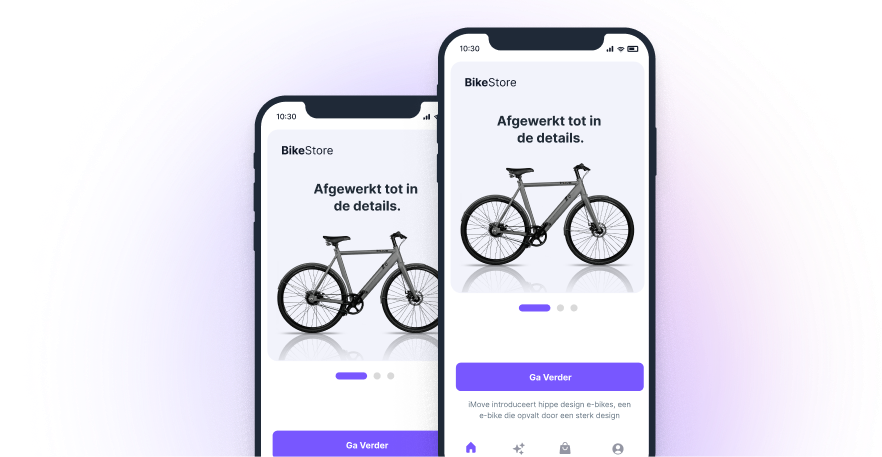 10:30
BikeStore
Afgewerkt tot in
de details.
Ga Verder
10:30
BikeStore
Afgewerkt tot in
de details.
Ga Verder
iMove introduceert hippe design e-bikes, een
e-bike die opvalt door een sterk design